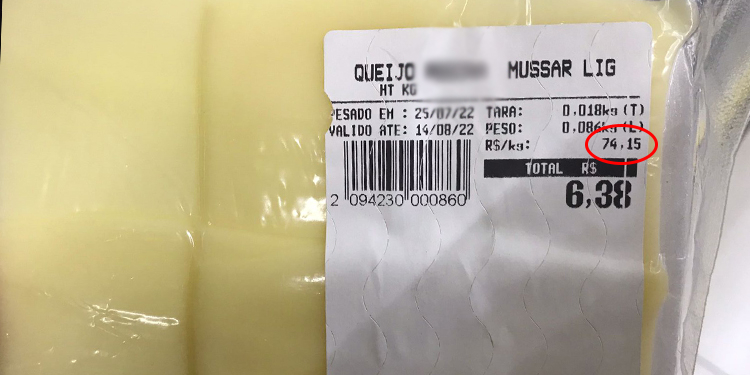 QUEIJO MUSSAR LIG
HT KG
PESADO EM : 25/07/22 TARA: 0,018kg (T)
VALIDO ATE: 14/08/22 PESO: 0,086kg (L)
R$/kg: 74,15
TOTAL R$
6,38
2 094230 000860